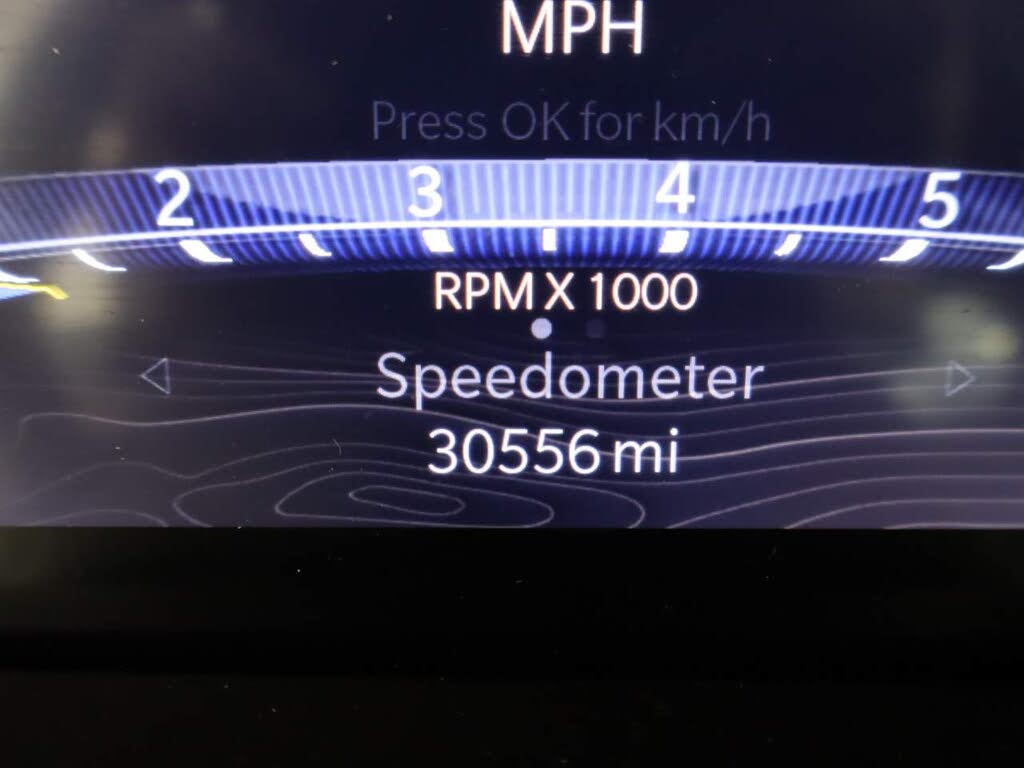 MPH
Press OK for km/h
2 3 4 5
RPM X 1000
Speedometer
30556 mi